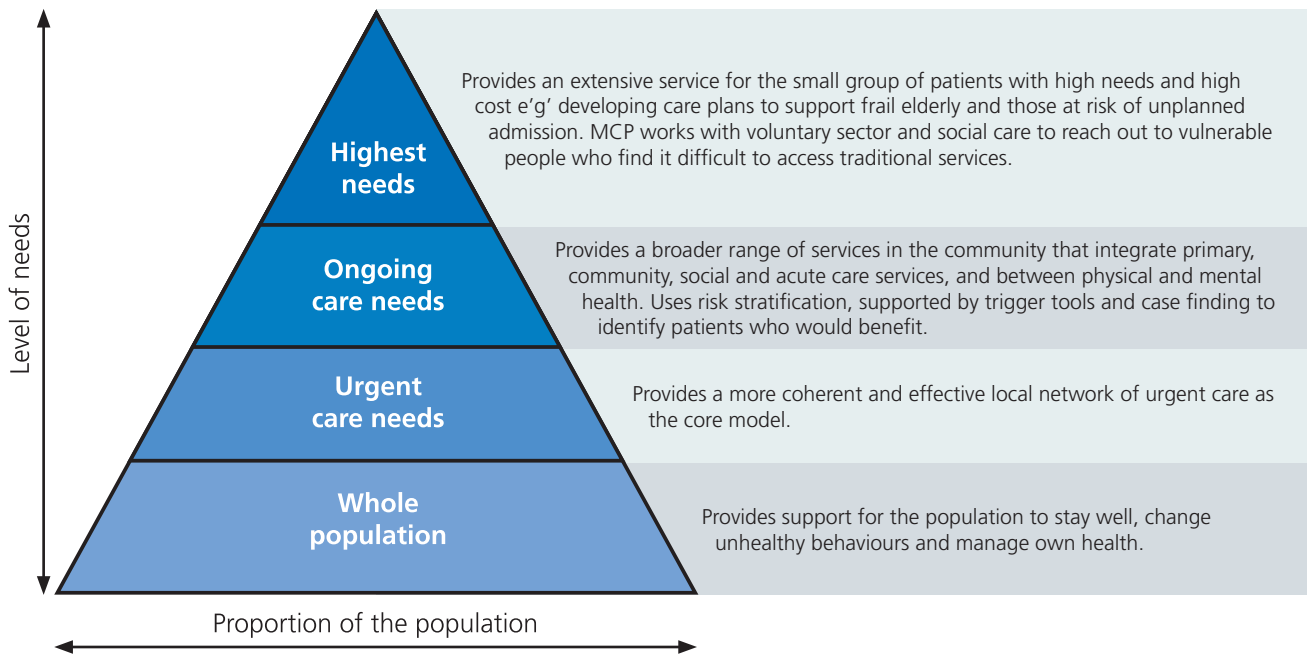 Level of needs
Highest
needs
Provides an extensive service for the small group of patients with high needs and high
cost e’g’ developing care plans to support frail elderly and those at risk of unplanned
admission. MCP works with voluntary sector and social care to reach out to vulnerable
people who find it difficult to access traditional services.
Ongoing
care needs
Provides a broader range of services in the community that integrate primary,
community, social and acute care services, and between physical and mental
health. Uses risk stratification, supported by trigger tools and case finding to
identify patients who would benefit.
Urgent
care needs
Provides a more coherent and effective local network of urgent care as
the core model.
Whole
population
Provides support for the population to stay well, change
unhealthy behaviours and manage own health.
Proportion of the population